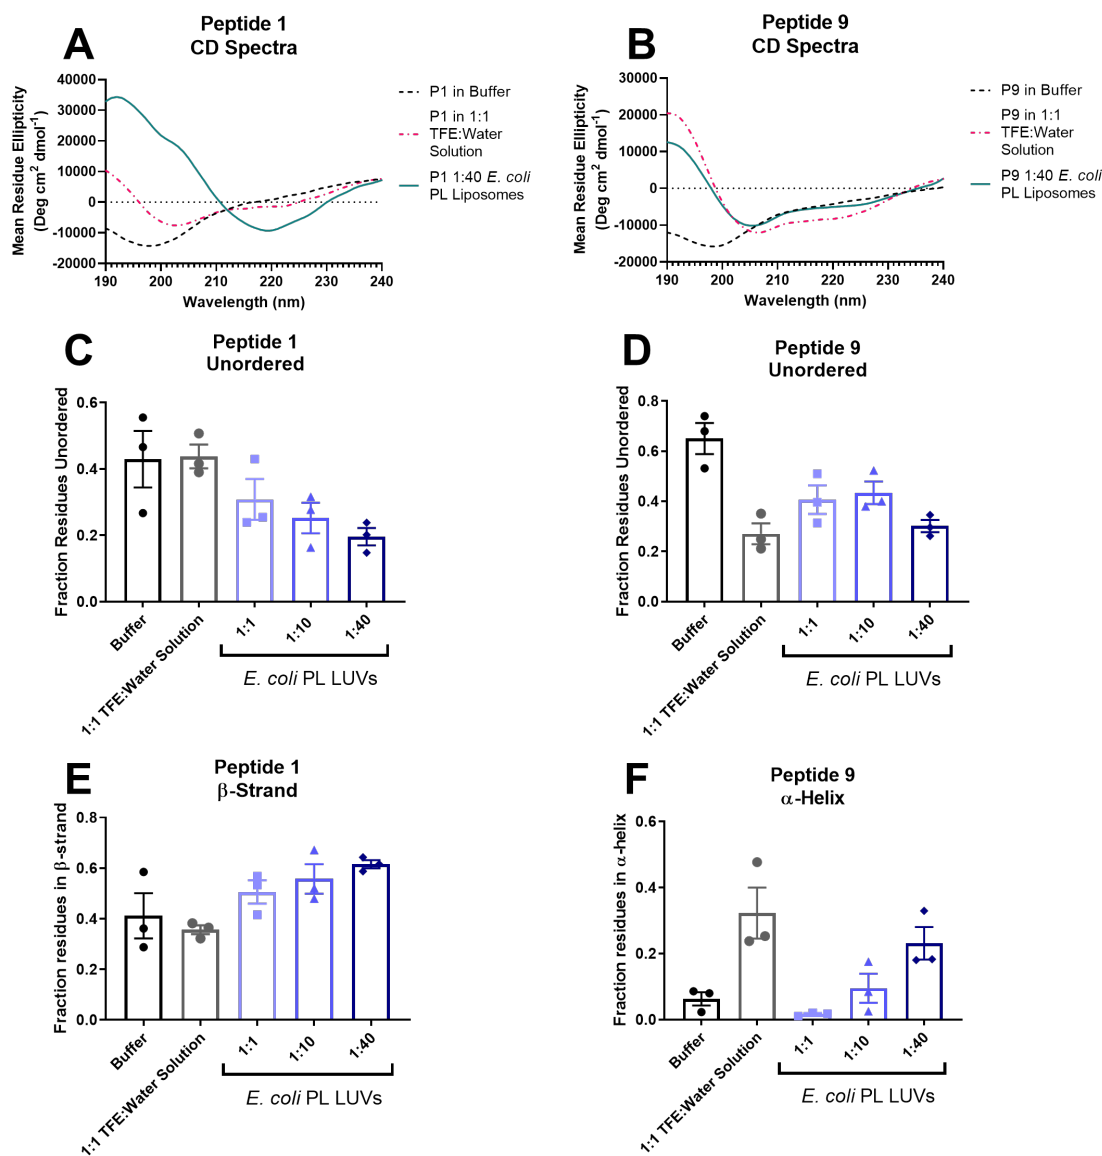 A
Peptide 1
CD Spectra
Mean Residue Ellipticity
(Deg cm2 dmol-1)
40000
30000
20000
10000
0
-10000
-20000
190
200
210
220
230
240
Wavelength (nm)
P1 in Buffer
P1 in 1:1
TFE:Water
Solution
P1 1:40 E. coli
PL Liposomes
B
Peptide 9
CD Spectra
Mean Residue Ellipticity
(Deg cm2 dmol-1)
30000
20000
10000
0
-10000
-20000
190
200
210
220
230
240
Wavelength (nm)
P9 in Buffer
P9 in 1:1
TFE:Water
Solution
P9 1:40 E. coli
PL Liposomes
C
Peptide 1
Unordered
Fraction Residues Unordered
0.6
0.4
0.2
0.0
Buffer
1:1 TFE:Water Solution
1:1
1:10
1:40
E. coli PL LUVs
D
Peptide 9
Unordered
Fraction Residues Unordered
0.8
0.6
0.4
0.2
0.0
Buffer
1:1 TFE:Water Solution
1:1
1:10
1:40
E. coli PL LUVs
E
Peptide 1
β-Strand
Fraction residues in β-strand
0.8
0.6
0.4
0.2
0.0
Buffer
1:1 TFE:Water Solution
1:1
1:10
1:40
E. coli PL LUVs
F
Peptide 9
α-Helix
Fraction residues in α-helix
0.6
0.4
0.2
0.0
Buffer
1:1 TFE:Water Solution
1:1
1:10
1:40
E. coli PL LUVs